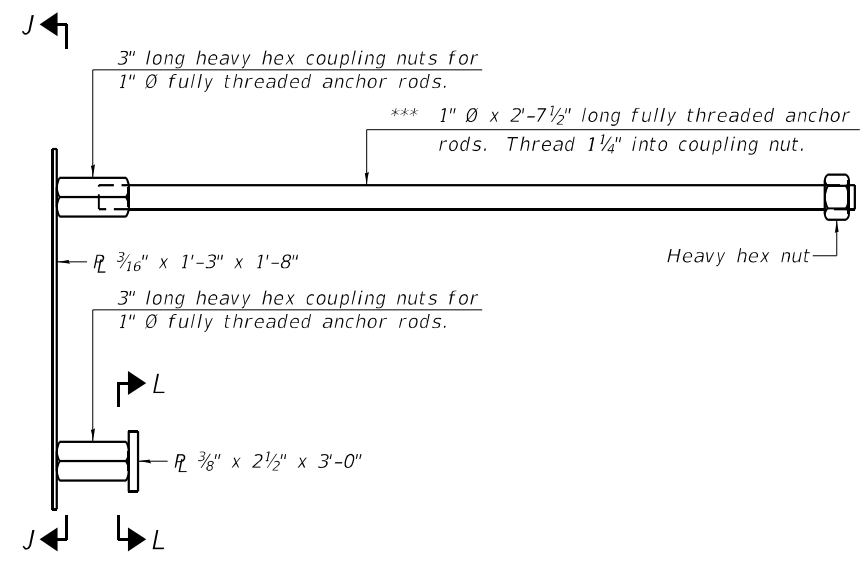 J
3" long heavy hex coupling nuts for
1" Ø fully threaded anchor rods.
*** 1" Ø x 2'-7½" long fully threaded anchor
rods. Thread 1¼" into coupling nut.
Heavy hex nut
℄ 3/16" x 1'-3" x 1'-8"
3" long heavy hex coupling nuts for
1" Ø fully threaded anchor rods.
L
PL ⅜" x 2½" x 3'-0"
J
L